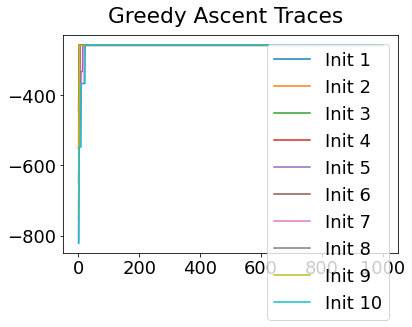 Greedy Ascent Traces
−400
−600
−800
0 200 400 600 800 1000
Init 1
Init 2
Init 3
Init 4
Init 5
Init 6
Init 7
Init 8
Init 9
Init 10